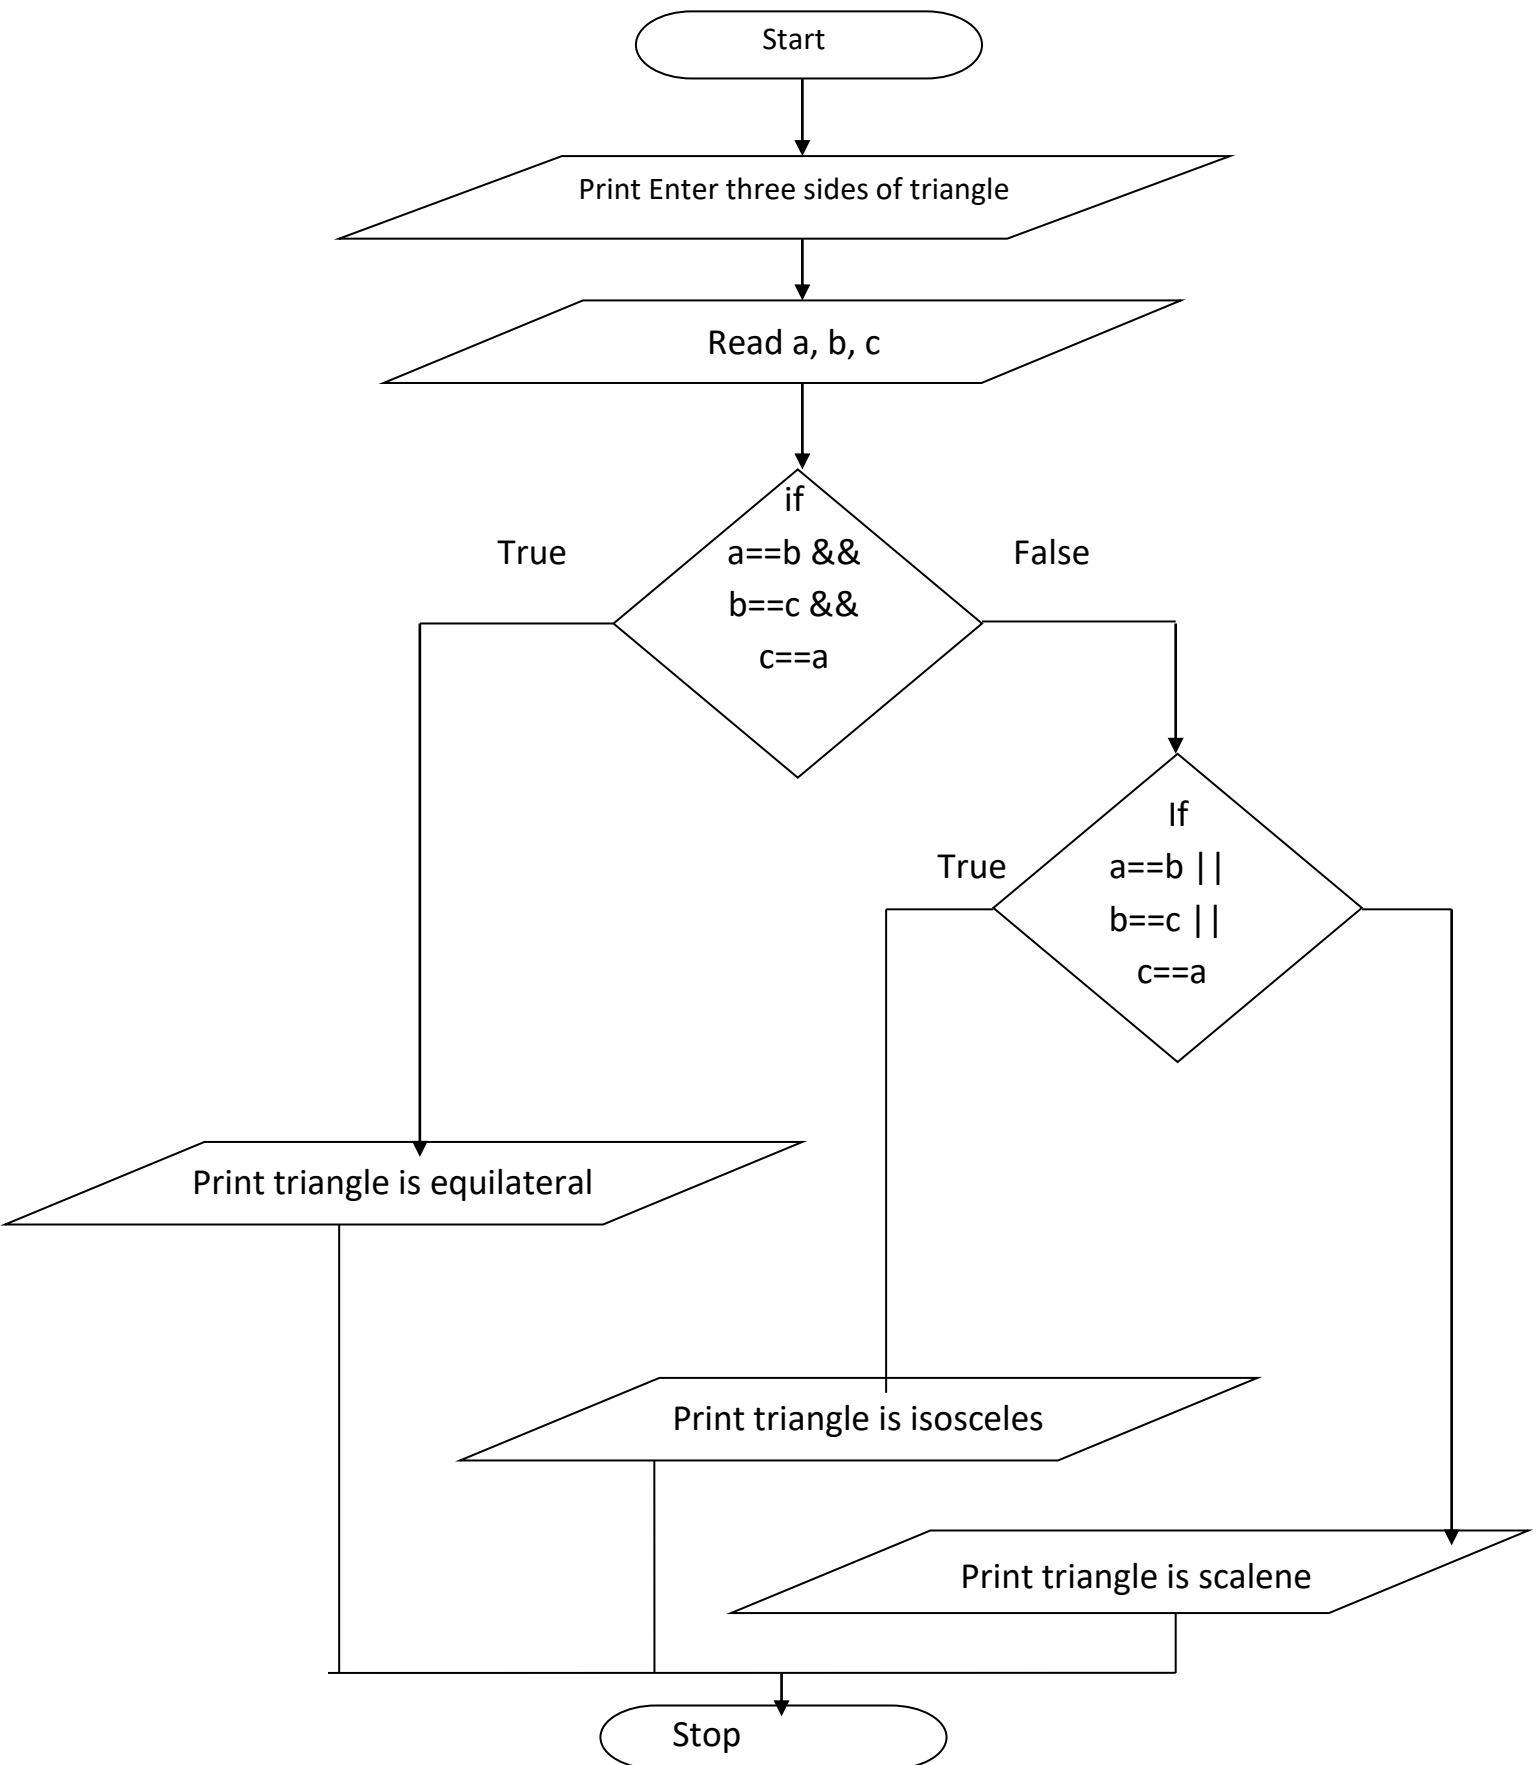 Start
Print Enter three sides of triangle
Read a, b, c
if
a==b &&
b==c &&
c==a
True
False
If
a==b ||
b==c ||
c==a
True
Print triangle is equilateral
Print triangle is isosceles
Print triangle is scalene
Stop